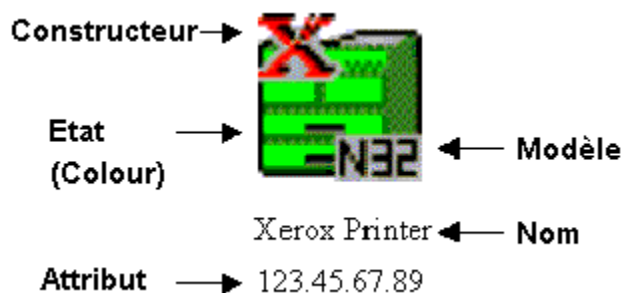 Constructeur
X
Etat
(Colour)
N32
Modèle
Xerox Printer
Nom
Attribut
123.45.67.89